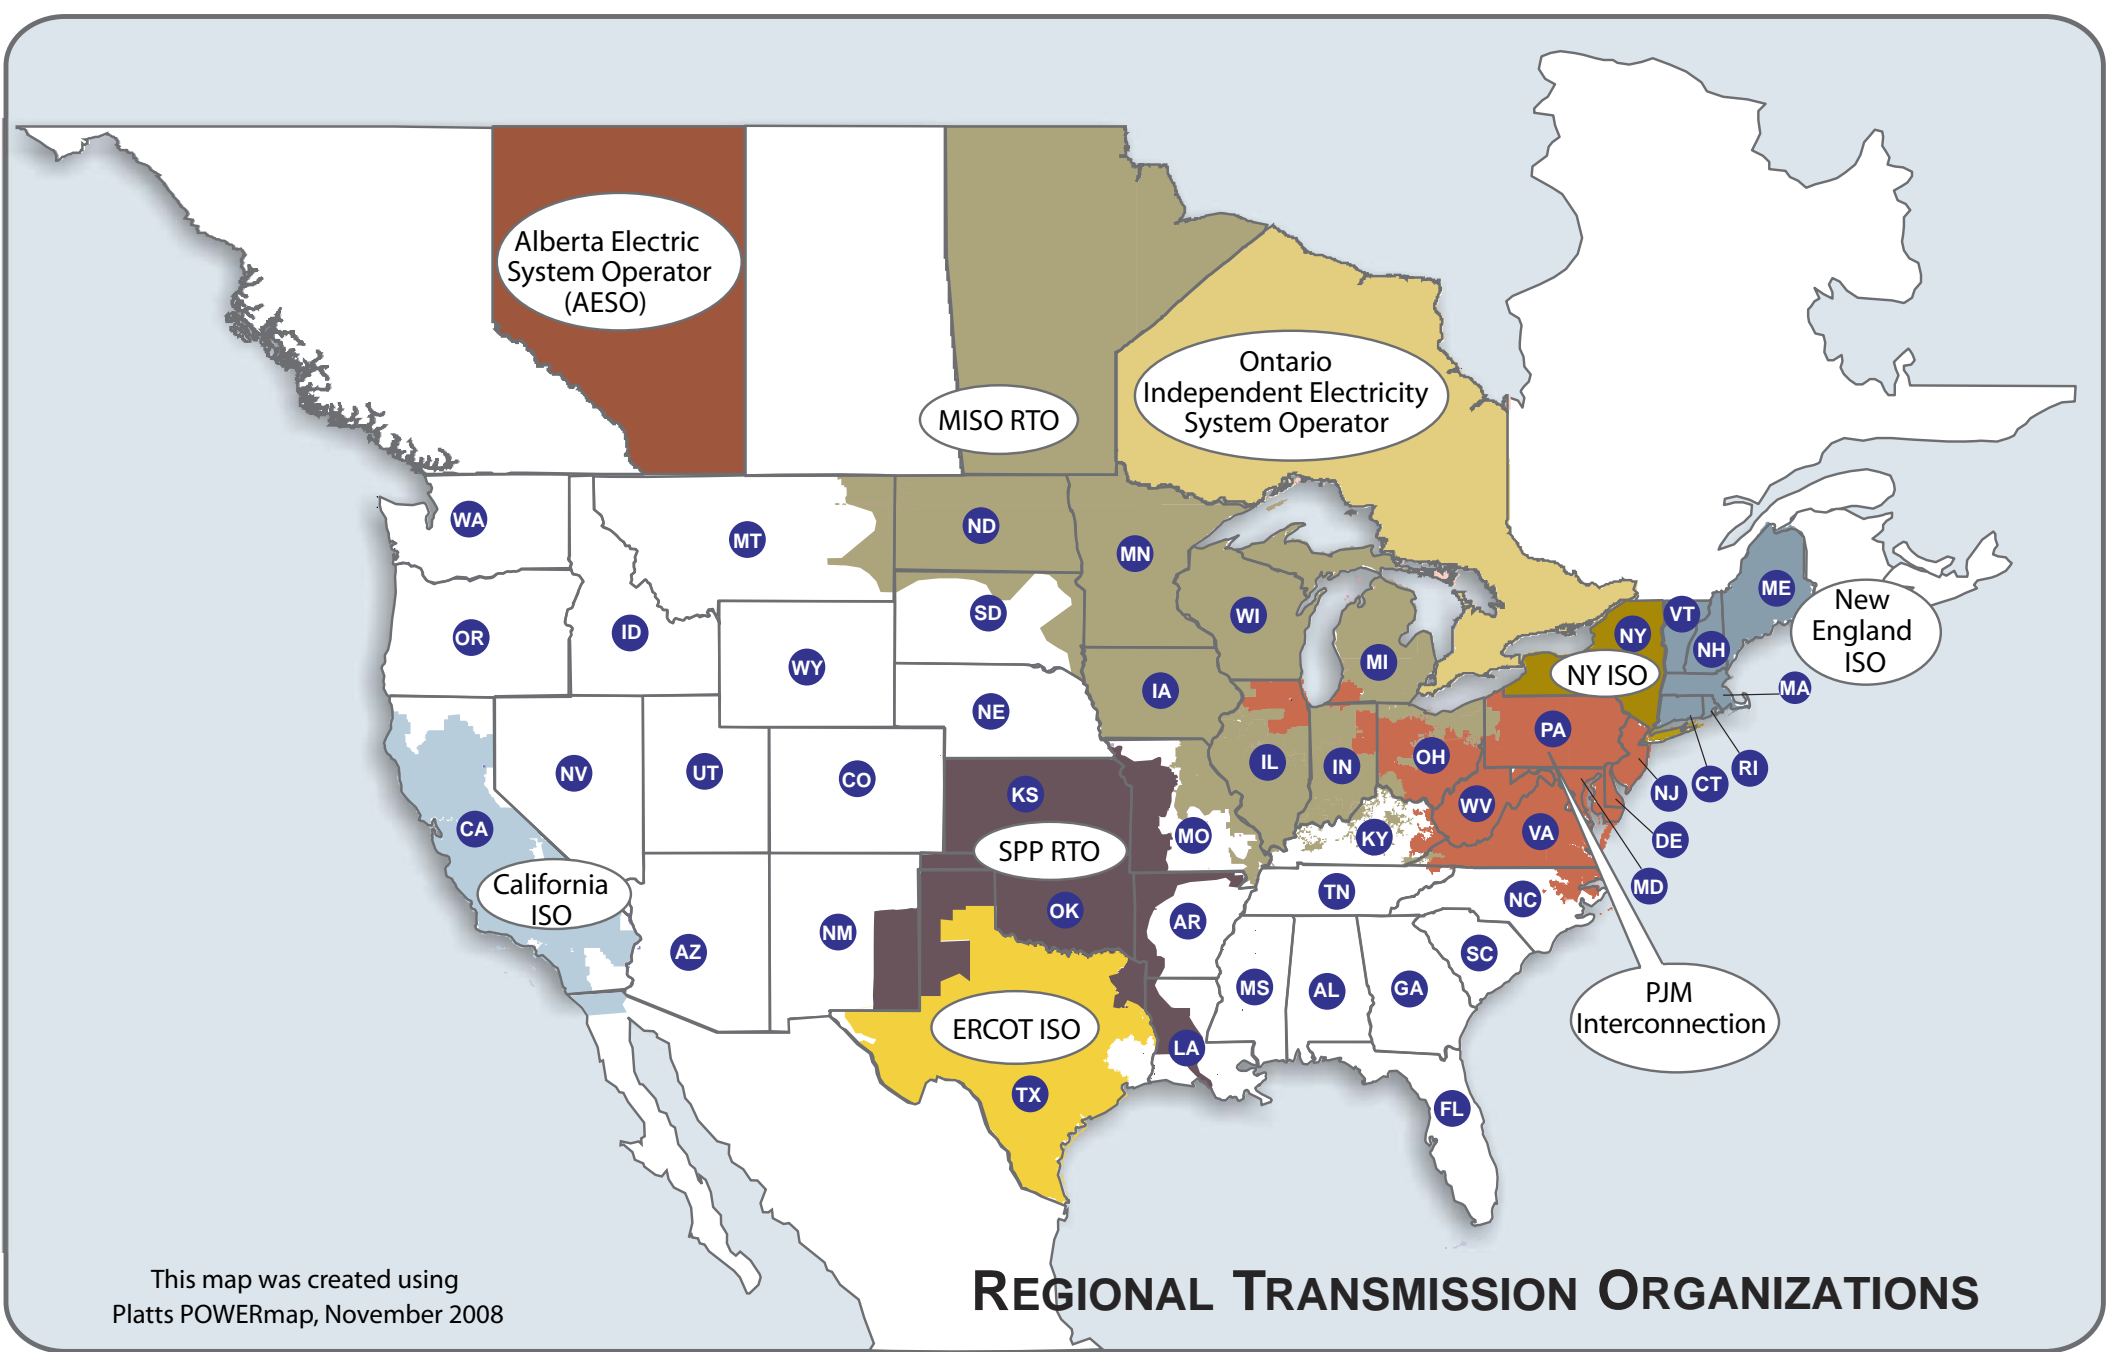 Alberta Electric
System Operator
(AESO)
MISO RTO
Ontario
Independent Electricity
System Operator
WA
MT
ND
MN
OR
ID
WY
SD
WI
MI
NY
VT
NH
ME
New
England
ISO
NY ISO
MA
NE
IA
PA
NV
UT
CO
KS
IL
IN
OH
WV
NJ
CT
RI
CA
MO
KY
VA
DE
SPP RTO
California
ISO
MD
AZ
NM
OK
AR
TN
NC
SC
MS
AL
GA
PJM
Interconnection
ERCOT ISO
LA
TX
FL
This map was created using
Platts POWERmap, November 2008
REGIONAL TRANSMISSION ORGANIZATIONS